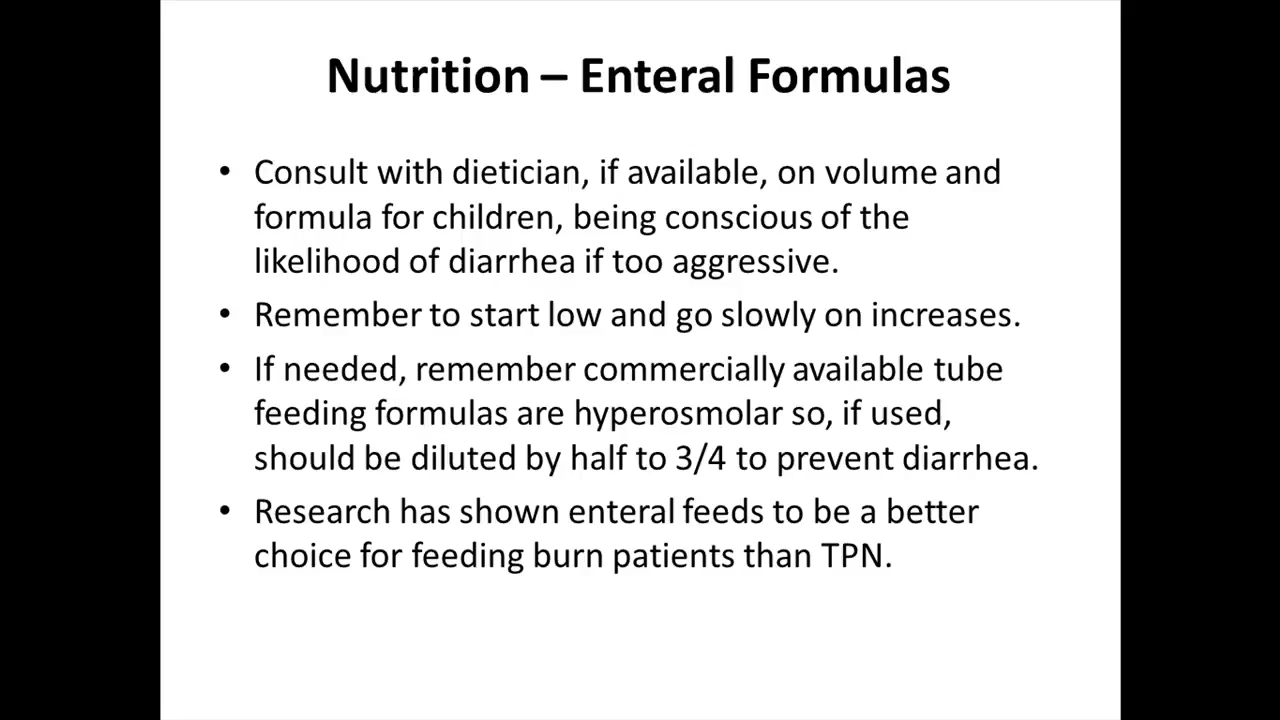 Nutrition – Enteral Formulas
• Consult with dietician, if available, on volume and
formula for children, being conscious of the
likelihood of diarrhea if too aggressive.
• Remember to start low and go slowly on increases.
• If needed, remember commercially available tube
feeding formulas are hyperosmolar so, if used,
should be diluted by half to 3/4 to prevent diarrhea.
• Research has shown enteral feeds to be a better
choice for feeding burn patients than TPN.